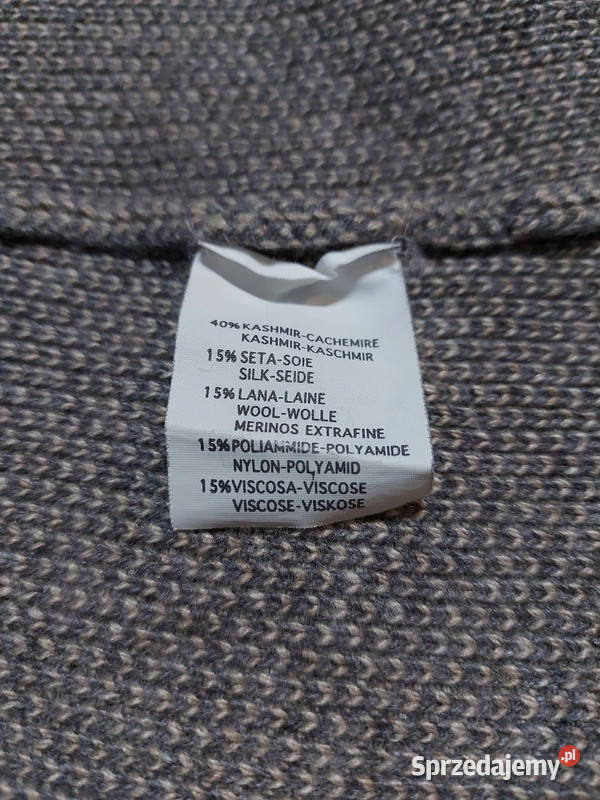 40% KASHMIR-CACHEMIRE
KASHMIR-KASCHMIR
15% SETA-SOIE
SILK-SEIDE
15% LANA-LAINE
WOOL-WOLLE
MERINOS EXTRAFINE
15% POLIAMMIDE-POLYAMIDE
NYLON-POLYAMID
15% VISCOSA-VISCOSE
VISCOSE-VISKOSE
Sprzedajemy.pl